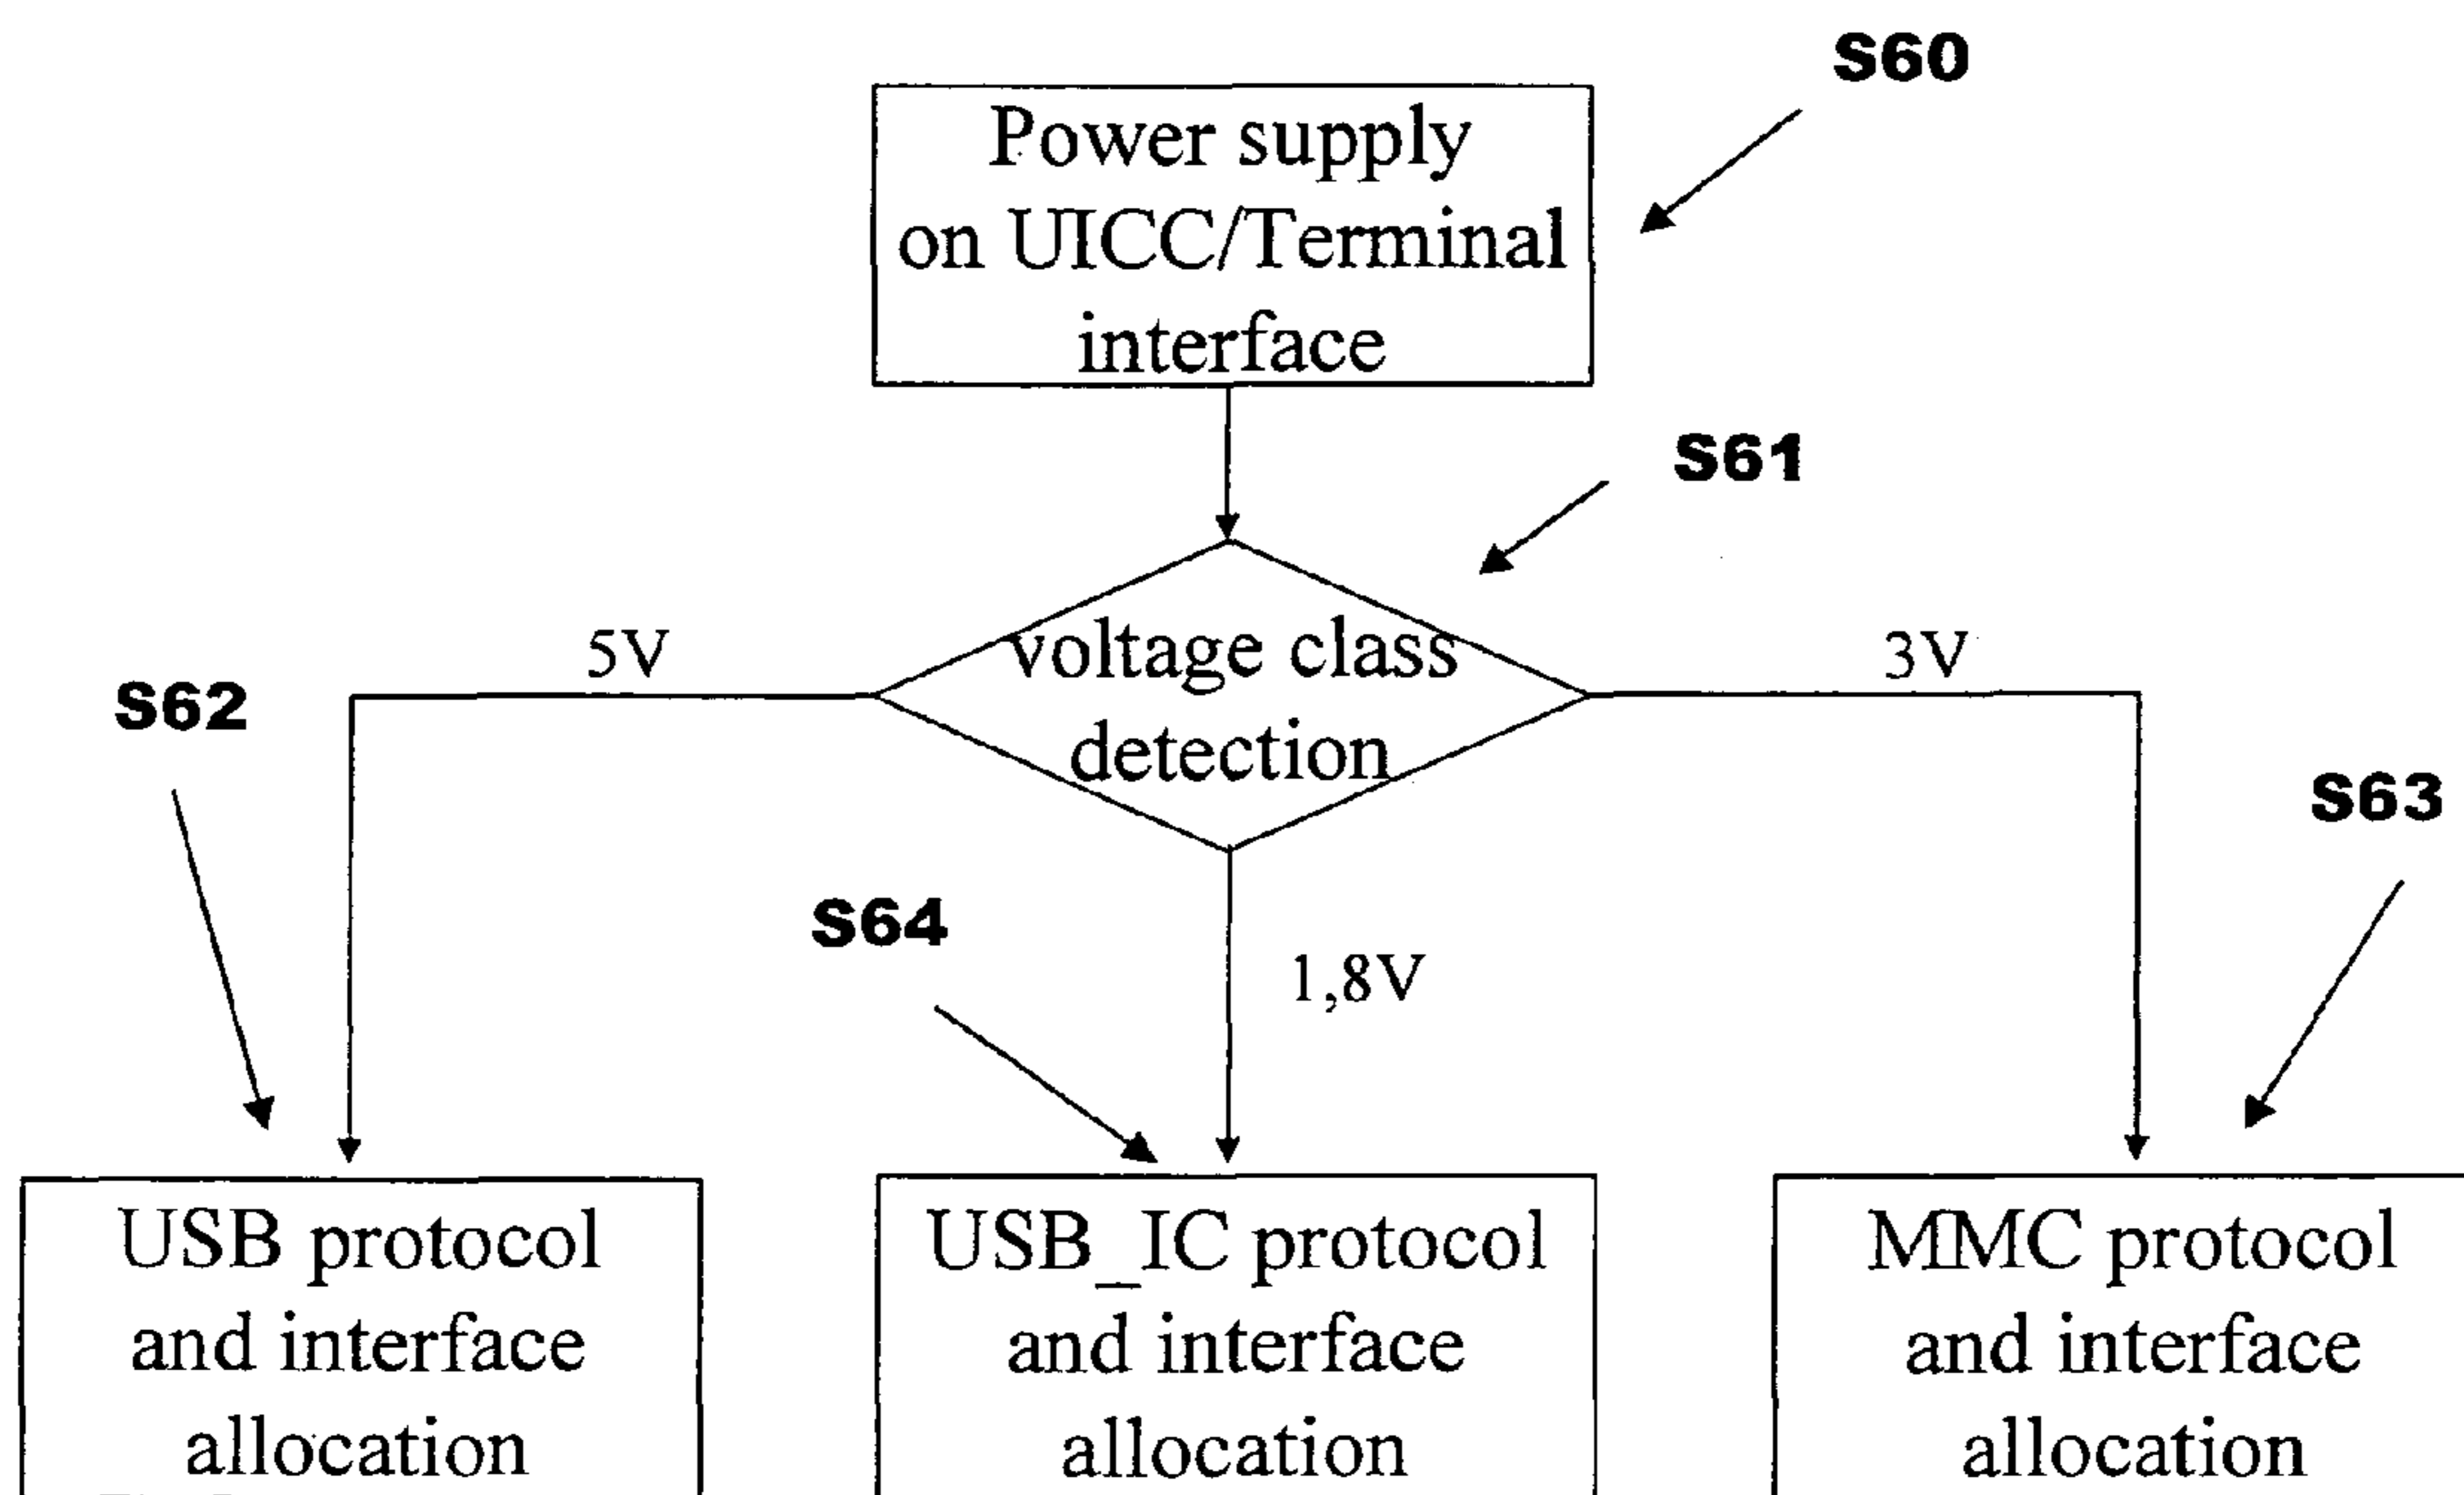 S60
Power supply
on UICC/Terminal
interface
S61
voltage class
detection
5V
3V
S62
S63
S64
1,8V
USB protocol
and interface
allocation
USB_IC protocol
and interface
allocation
MMC protocol
and interface
allocation